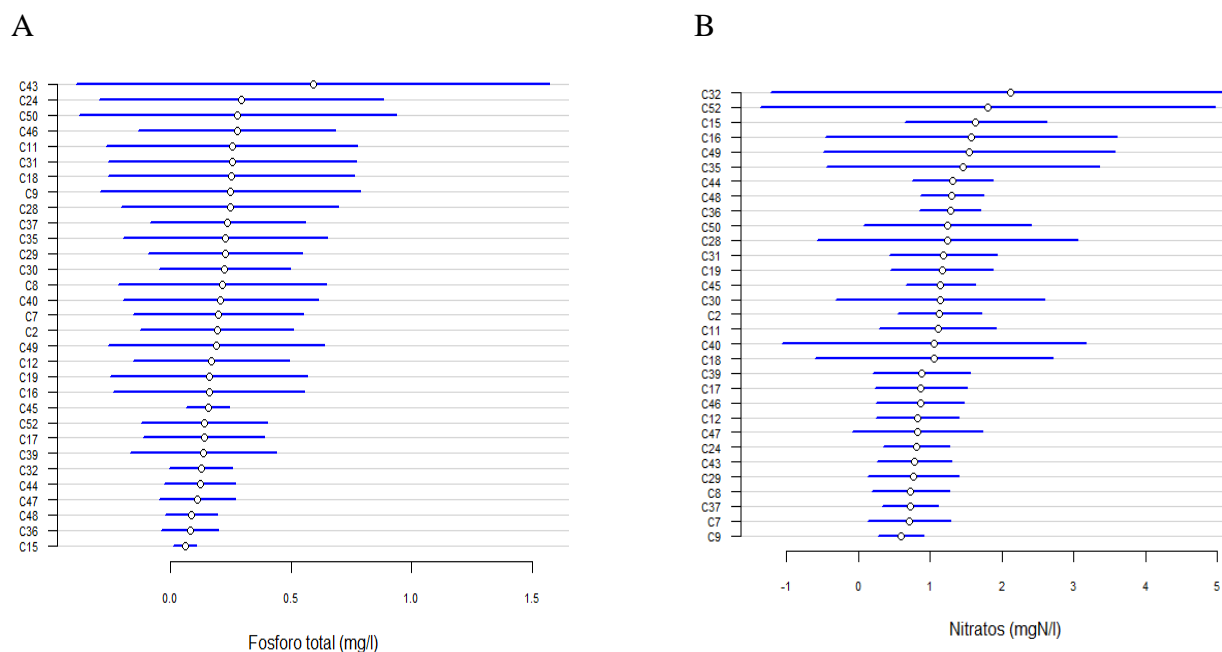 A
C43
C24
C50
C46
C11
C31
C18
C9
C28
C37
C35
C29
C30
C8
C40
C7
C2
C49
C12
C19
C16
C45
C52
C17
C39
C32
C44
C47
C48
C36
C15
0.0 0.5 1.0 1.5
Fosforo total (mg/l)
B
C32
C52
C15
C16
C49
C35
C44
C48
C36
C50
C28
C31
C19
C45
C30
C2
C11
C40
C18
C39
C17
C46
C12
C47
C24
C43
C29
C8
C37
C7
C9
-1 0 1 2 3 4 5
Nitratos (mgN/l)